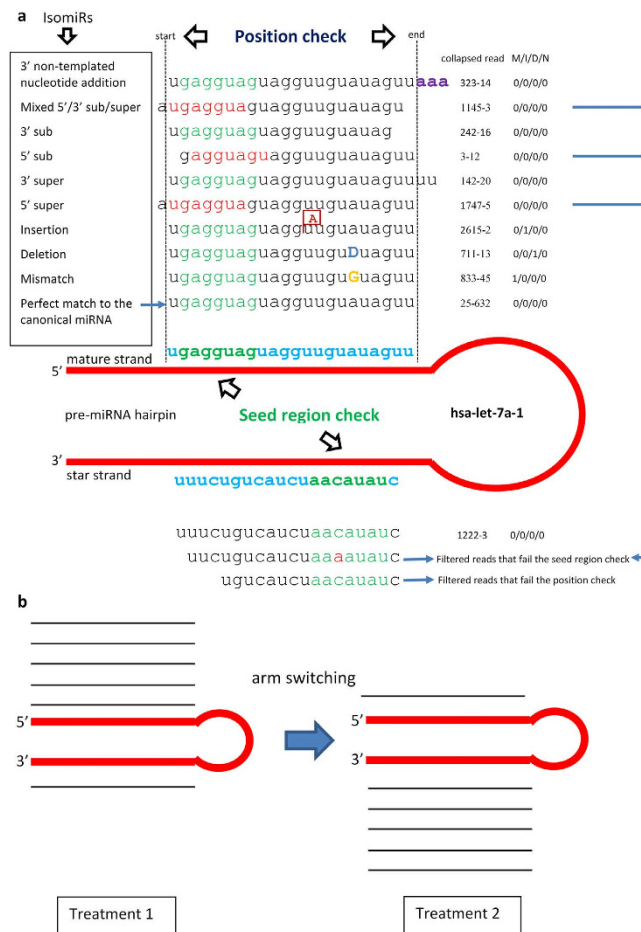 a
IsomiRs
start
Position check
end
collapsed read M/I/D/N
3' non-templated
nucleotide addition
ugagguaguagguuguauaguuaaa
323-14 0/0/0/0
Mixed 5'/3' sub/super
augagguaguagguuguauagu
1145-3 0/0/0/0
3' sub
ugagguaguagguuguauag
242-16 0/0/0/0
5' sub
gagguaguagguuguauaguu
3-12 0/0/0/0
3' super
ugagguaguagguuguauaguuuu
142-20 0/0/0/0
5' super
augagguaguagguuguauaguu
1747-5 0/0/0/0
A
Insertion
ugagguaguagguuguauaguu
2615-2 0/1/0/0
Deletion
ugagguaguagguuguDuaguu
711-13 0/0/1/0
Mismatch
ugagguaguagguuguGuaguu
833-45 1/0/0/0
Perfect match to the
canonical miRNA
ugagguaguagguuguauaguu
25-632 0/0/0/0
ugagguaguagguuguauaguu
mature strand
5'
pre-miRNA hairpin
Seed region check
hsa-let-7a-1
3'
star strand
uuucugucaucuaacauauc
uuucugucaucuaacauauc
1222-3 0/0/0/0
uucugucaucuaaaauauc
Filtered reads that fail the seed region check
ugucaucuaacauauc
Filtered reads that fail the position check
b
arm switching
5'
3'
5'
3'
Treatment 1
Treatment 2